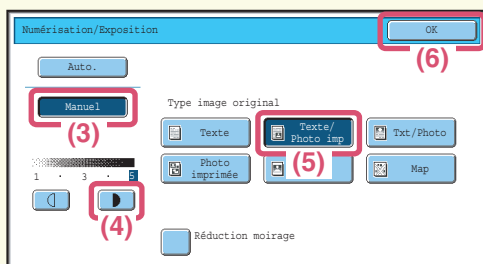 Numérisation/Exposition
OK
(6)
Auto.
Manuel
(3)
Type image original
Texte
Texte/
Photo imp
Txt/Photo
Photo
imprimée
(5)
Map
1 · 3 · 5
(4)
Réduction moirage